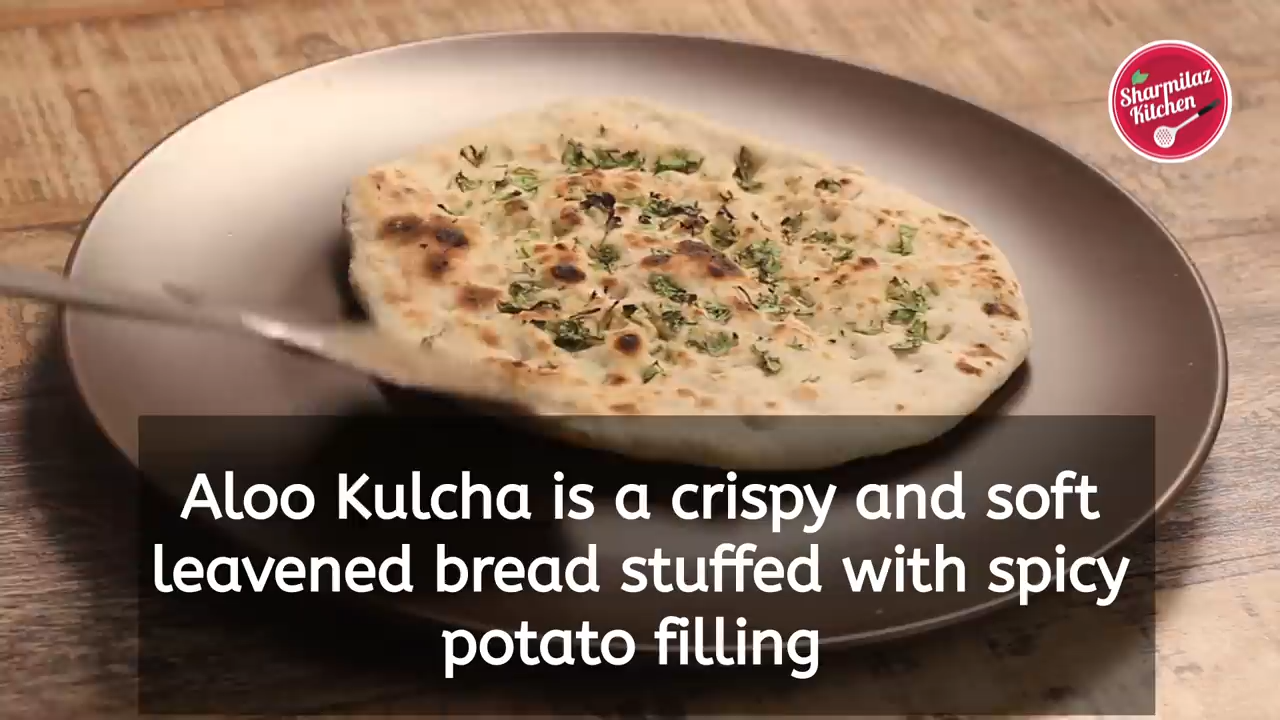 Sharmilaz
Kitchen
Aloo Kulcha is a crispy and soft
leavened bread stuffed with spicy
potato filling